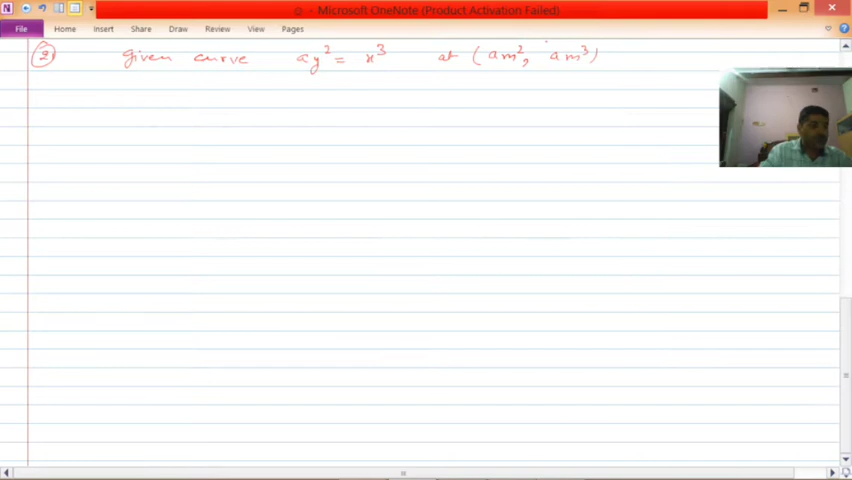 Microsoft OneNote (Product Activation Failed)
File Home Insert Share Draw Review View Pages
2 given curve ay² = x³ at (am², am³)